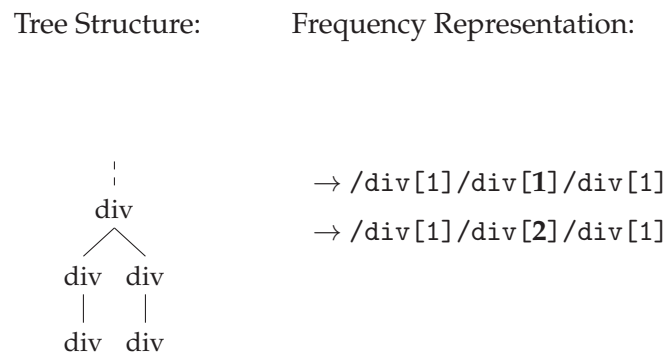 Tree Structure: Frequency Representation:
→ /div[1]/div[1]/div[1]
div
→ /div[1]/div[2]/div[1]
div div
div div